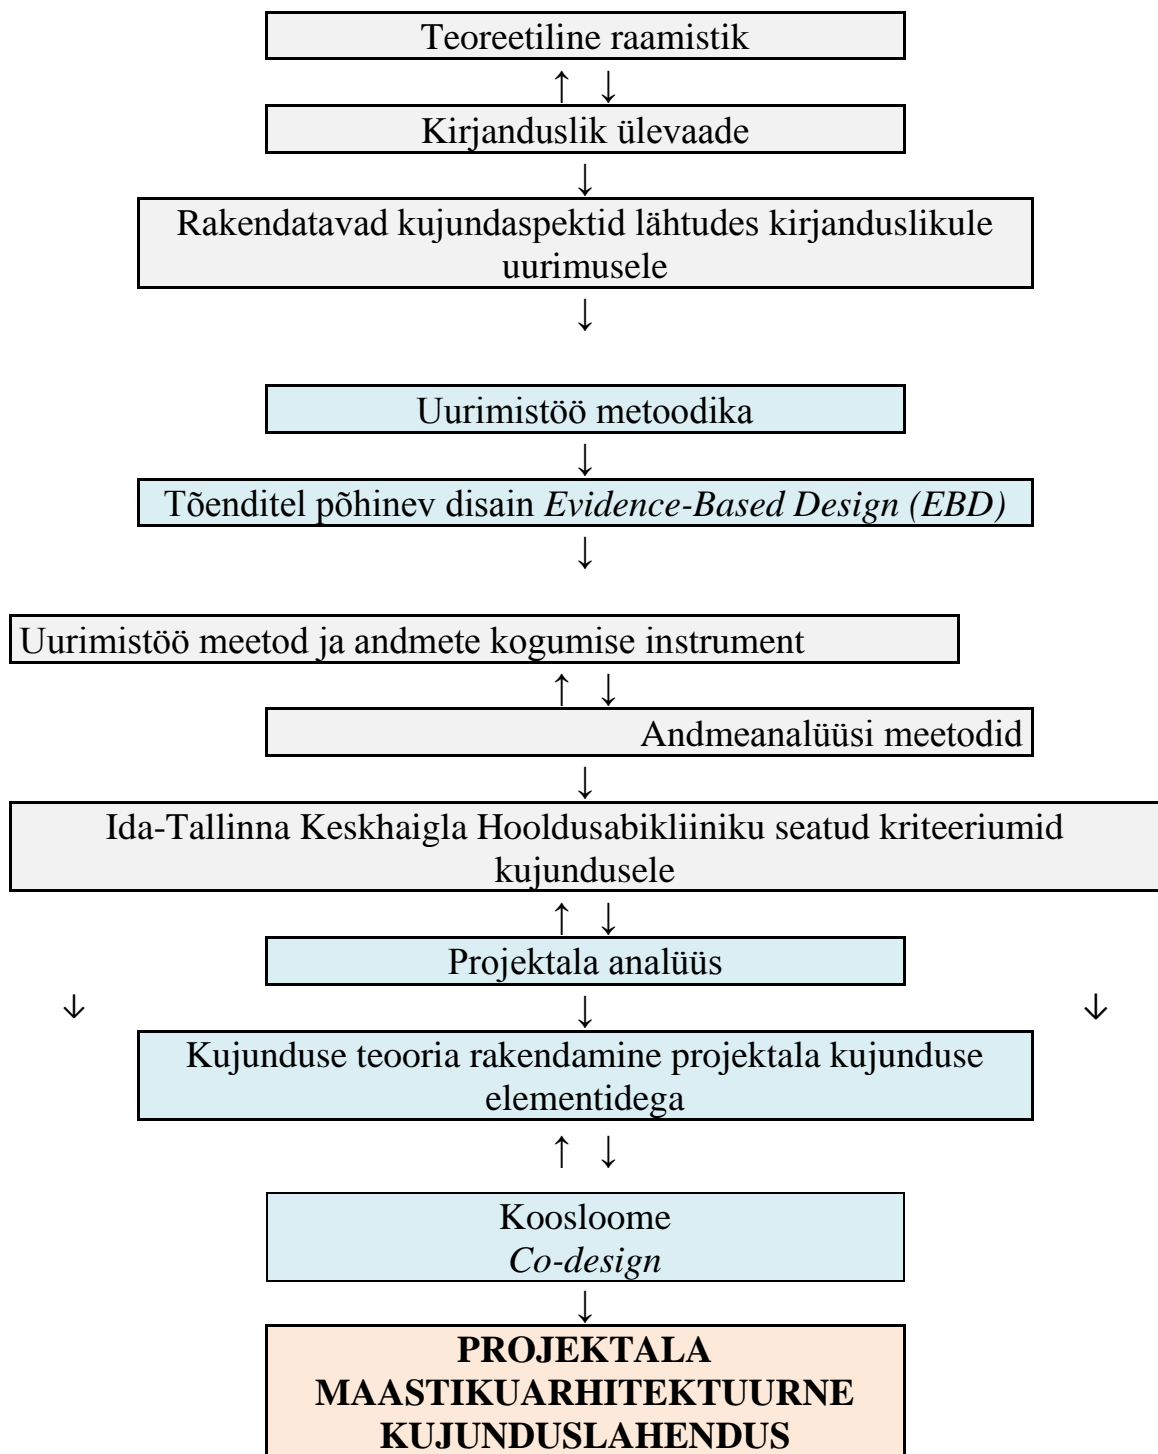 Teoreetiline raamistik
↑ ↓
Kirjanduslik ülevaade
↓
Rakendatavad kujundaspektid lähtudes kirjanduslikule
uurimusele
↓
Uurimistöö metoodika
↓
Tõenditel põhinev disain Evidence-Based Design (EBD)
↓
Uurimistöö meetod ja andmete kogumise instrument
↑ ↓
Andmeanalüüsi meetodid
↓
Ida-Tallinna Keskhaigla Hooldusabikliiniku seatud kriteeriumid
kujundusele
↑ ↓
Projektala analüüs
↓ ↓ ↓
Kujunduse teooria rakendamine projektala kujunduse
elementidega
↑ ↓
Koosloome
Co-design
↓
PROJEKTALA
MAASTIKUARHITEKTUURNE
KUJUNDUSLAHENDUS